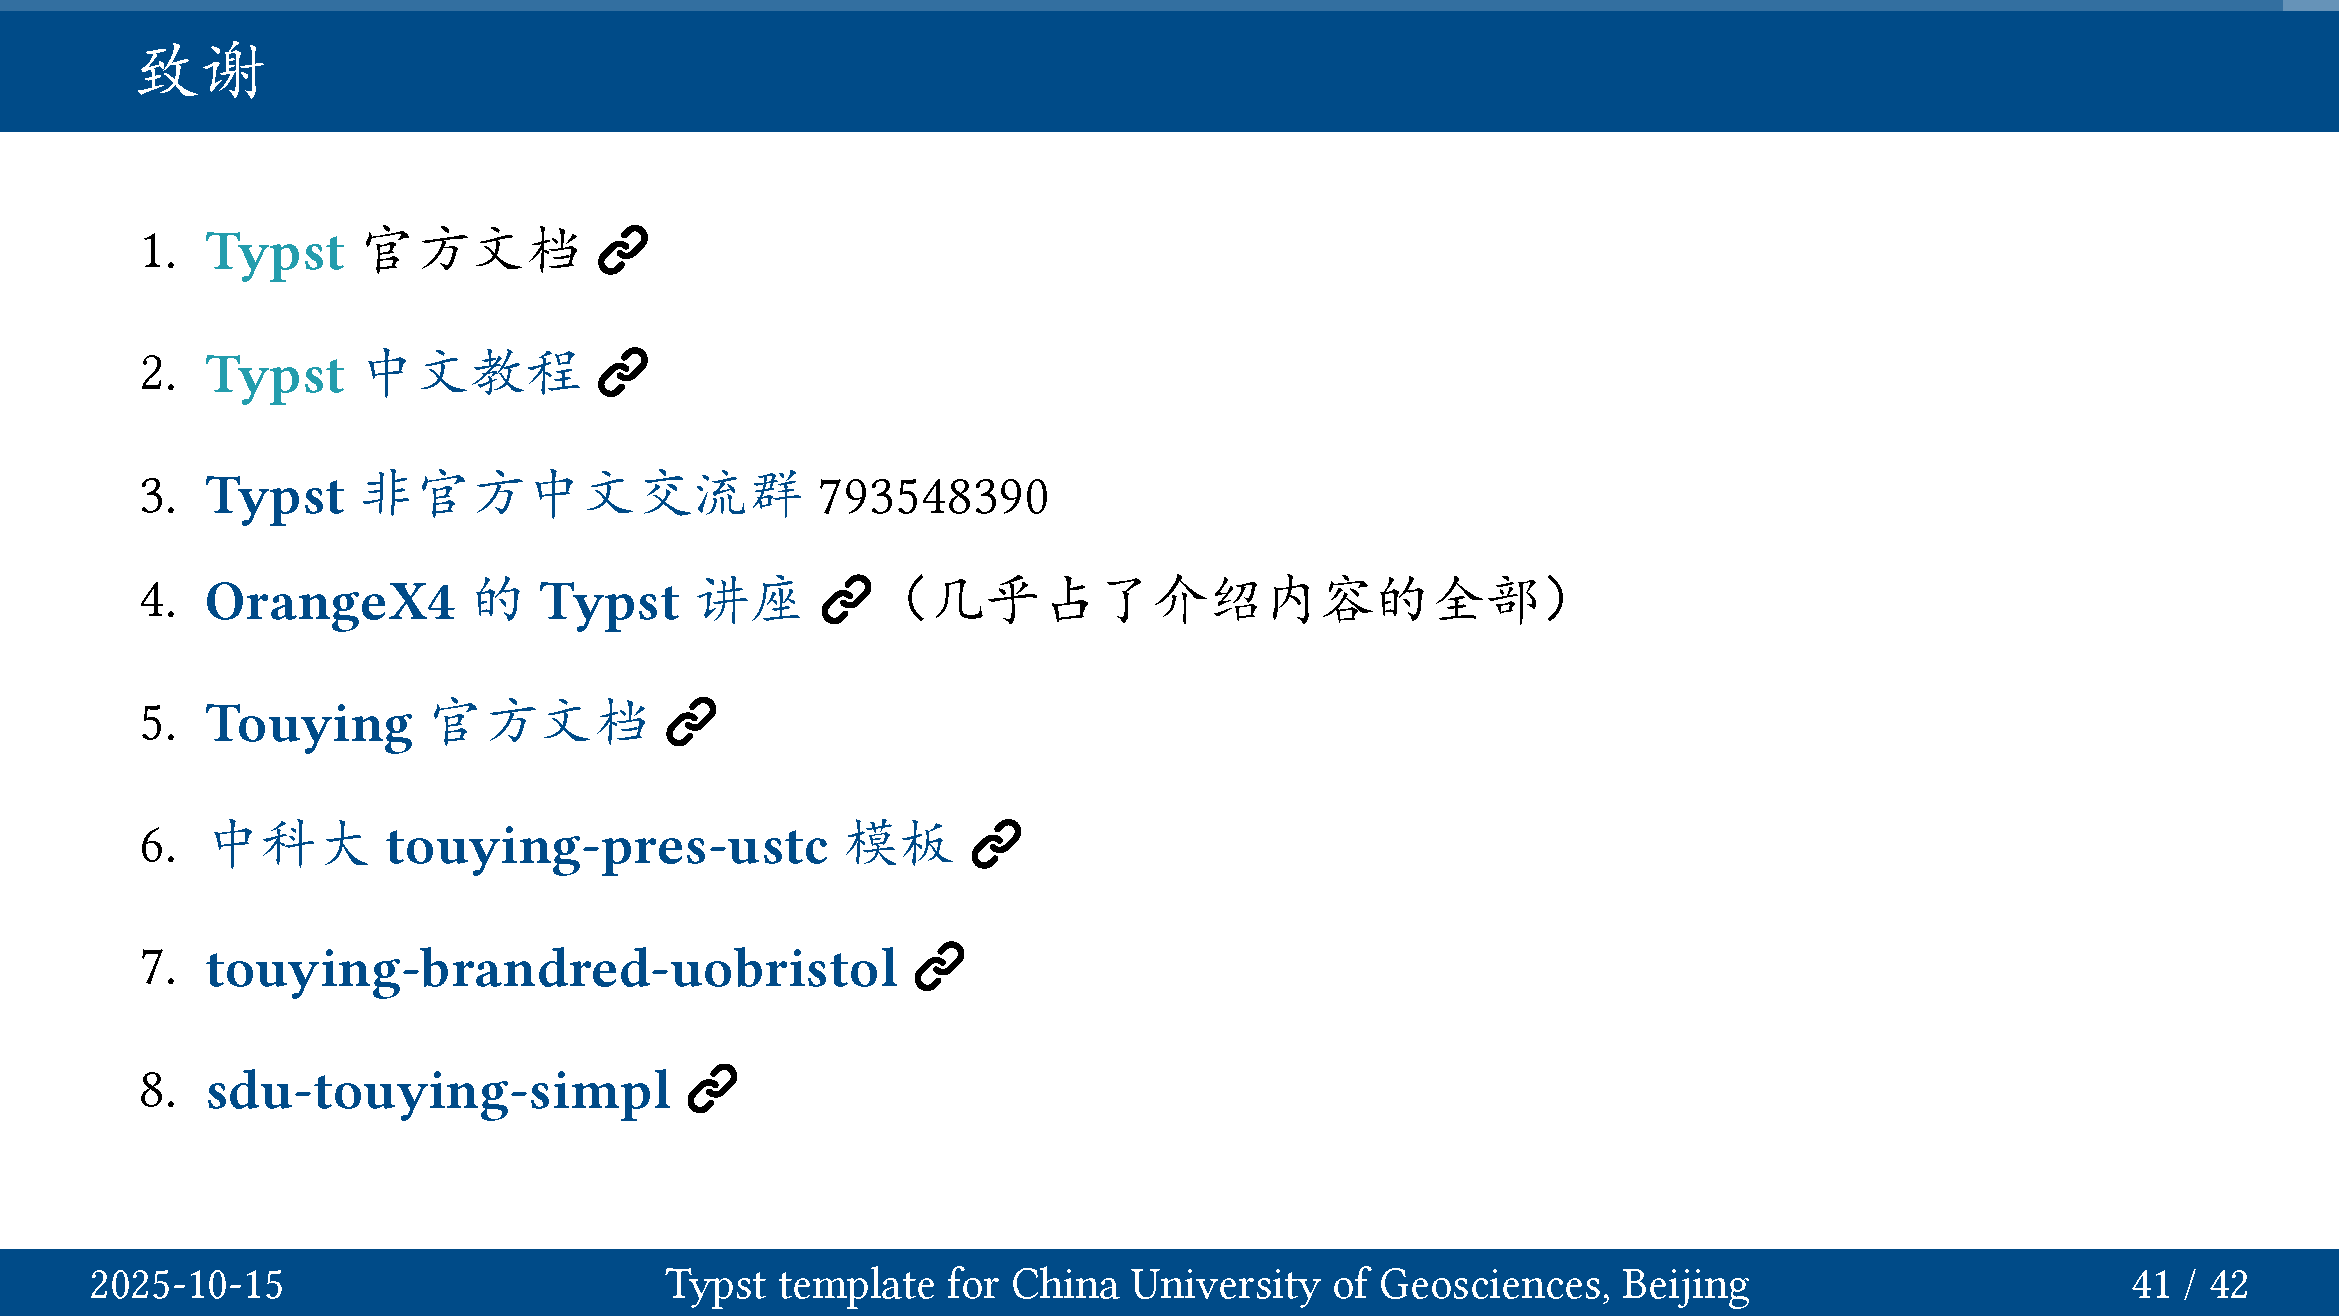 致谢
1. Typst 官方文档
2. Typst 中文教程
3. Typst 非官方中文交流群 793548390
4. OrangeX4 的 Typst 讲座 （几乎占了介绍内容的全部）
5. Touying 官方文档
6. 中科大 touying-pres-ustc 模板
7. touying-brandred-uobristol
8. sdu-touying-simpl
2025-10-15 Typst template for China University of Geosciences, Beijing 41 / 42